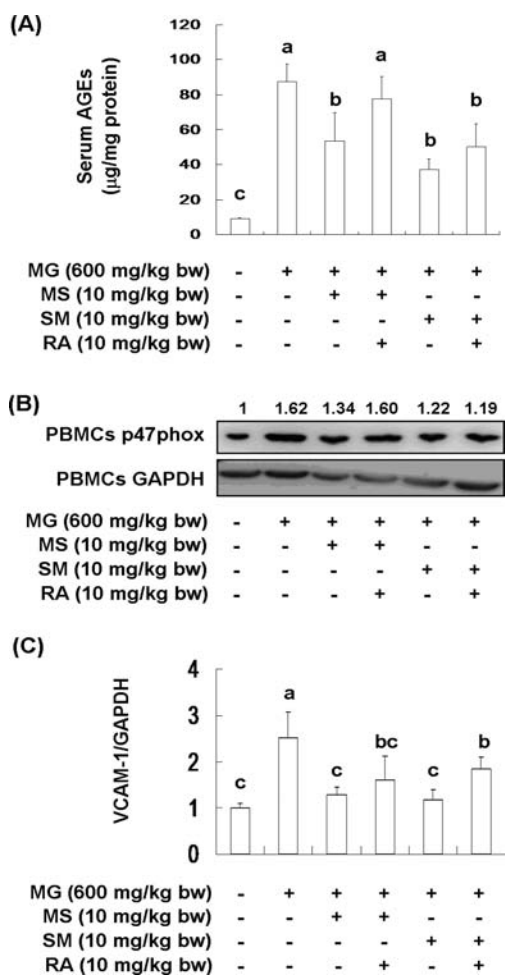 (A)
Serum AGEs
(µg/mg protein)
120
100
80
60
40
20
0
c a b a b b
MG (600 mg/kg bw) - + + + + +
MS (10 mg/kg bw) - - + + - -
SM (10 mg/kg bw) - - - - + +
RA (10 mg/kg bw) - - - + - +
(B)
1 1.62 1.34 1.60 1.22 1.19
PBMCs p47phox
PBMCs GAPDH
MG (600 mg/kg bw) - + + + + +
MS (10 mg/kg bw) - - + + - -
SM (10 mg/kg bw) - - - - + +
RA (10 mg/kg bw) - - - + - +
(C)
VCAM-1/GAPDH
4
3
2
1
0
c a c bc c b
MG (600 mg/kg bw) - + + + + +
MS (10 mg/kg bw) - - + + - -
SM (10 mg/kg bw) - - - - + +
RA (10 mg/kg bw) - - - + - +